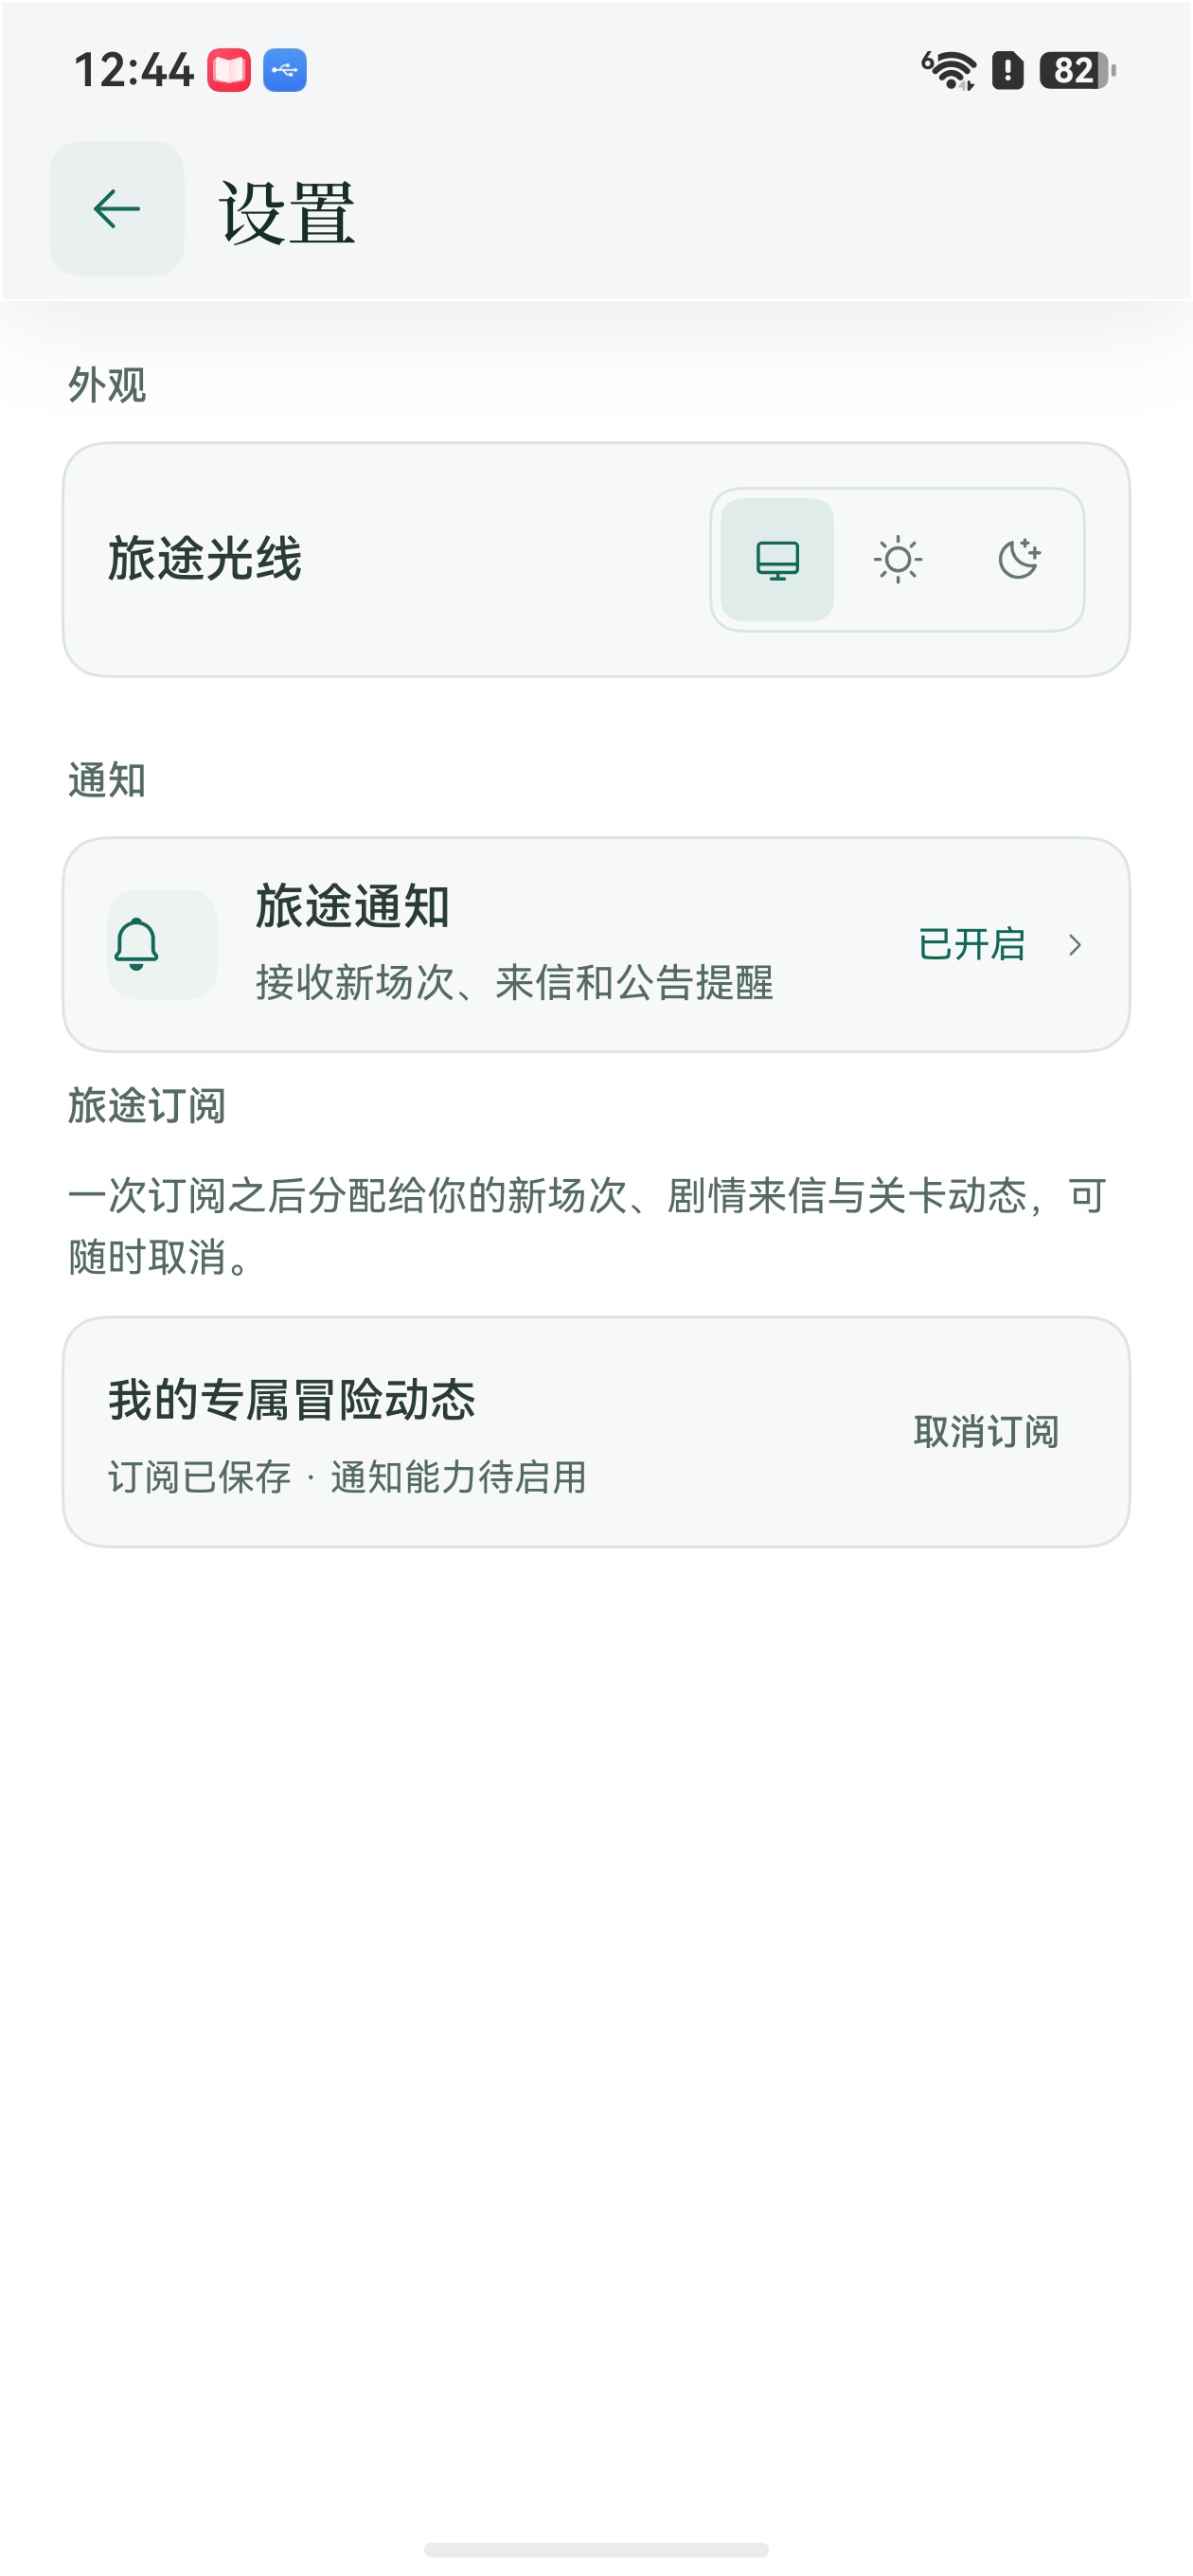 12:44
6
82
设置
外观
旅途光线
通知
旅途通知
接收新场次、来信和公告提醒
已开启
旅途订阅
一次订阅之后分配给你的新场次、剧情来信与关卡动态，可
随时取消。
我的专属冒险动态
订阅已保存 · 通知能力待启用
取消订阅